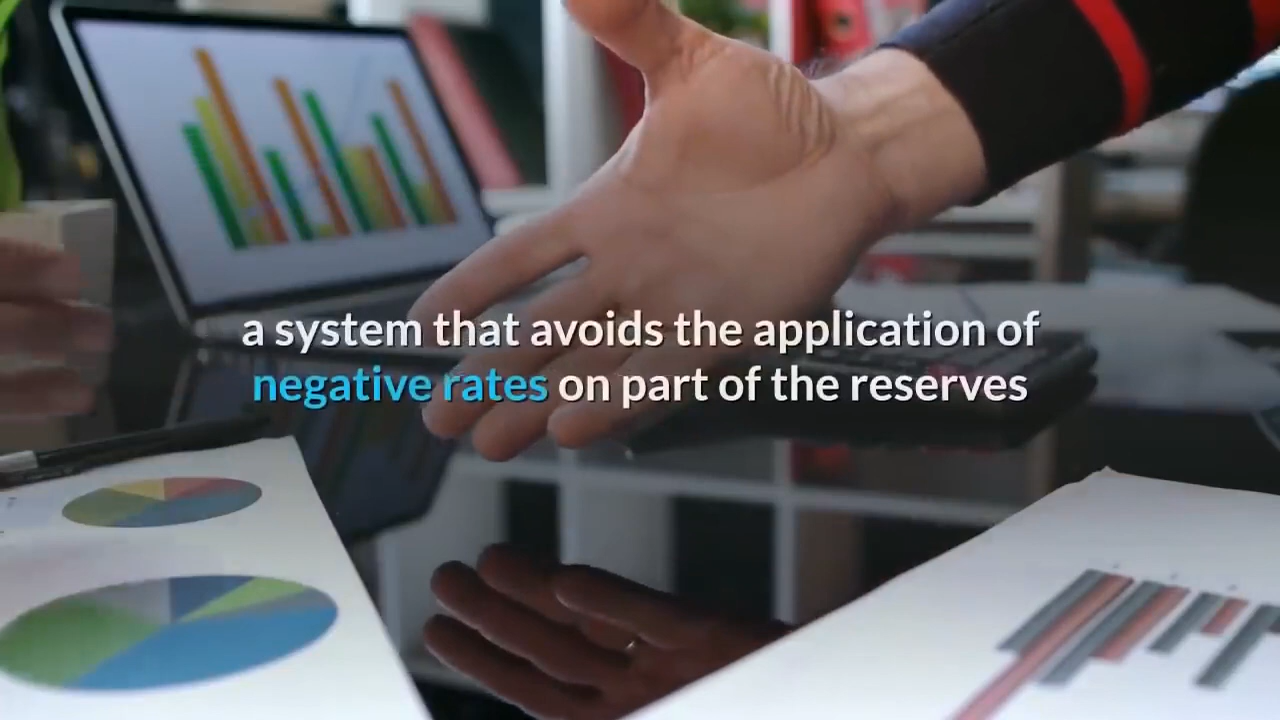 a system that avoids the application of
negative rates on part of the reserves